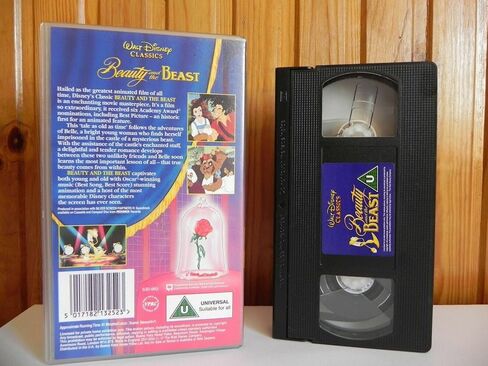 WALT DISNEY
CLASSICS
Beauty and the BEAST
Hailed as the greatest animated film of all
time, Disney's Classic BEAUTY AND THE BEAST
is an enchanting movie masterpiece. It's a film
so extraordinary, it received six Academy Award
nominations, including Best Picture - an historic
first for an animated feature.
This 'tale as old as time' follows the adventures
of Belle, a bright young woman who finds herself
imprisoned in the castle of a mysterious beast.
With the assistance of the castle's enchanted staff,
a delightful and tender romance develops
between these two unlikely friends and Belle soon
learns the most important lesson of all - that true
beauty comes from within.
BEAUTY AND THE BEAST captivates
both young and old with Oscar-winning
music (Best Song, Best Score) stunning
animation and a host of the most
memorable Disney characters
the screen has ever seen.
5 017182 132523
U
UNIVERSAL
Suitable for all
WALT DISNEY
CLASSICS
Beauty and the BEAST
U